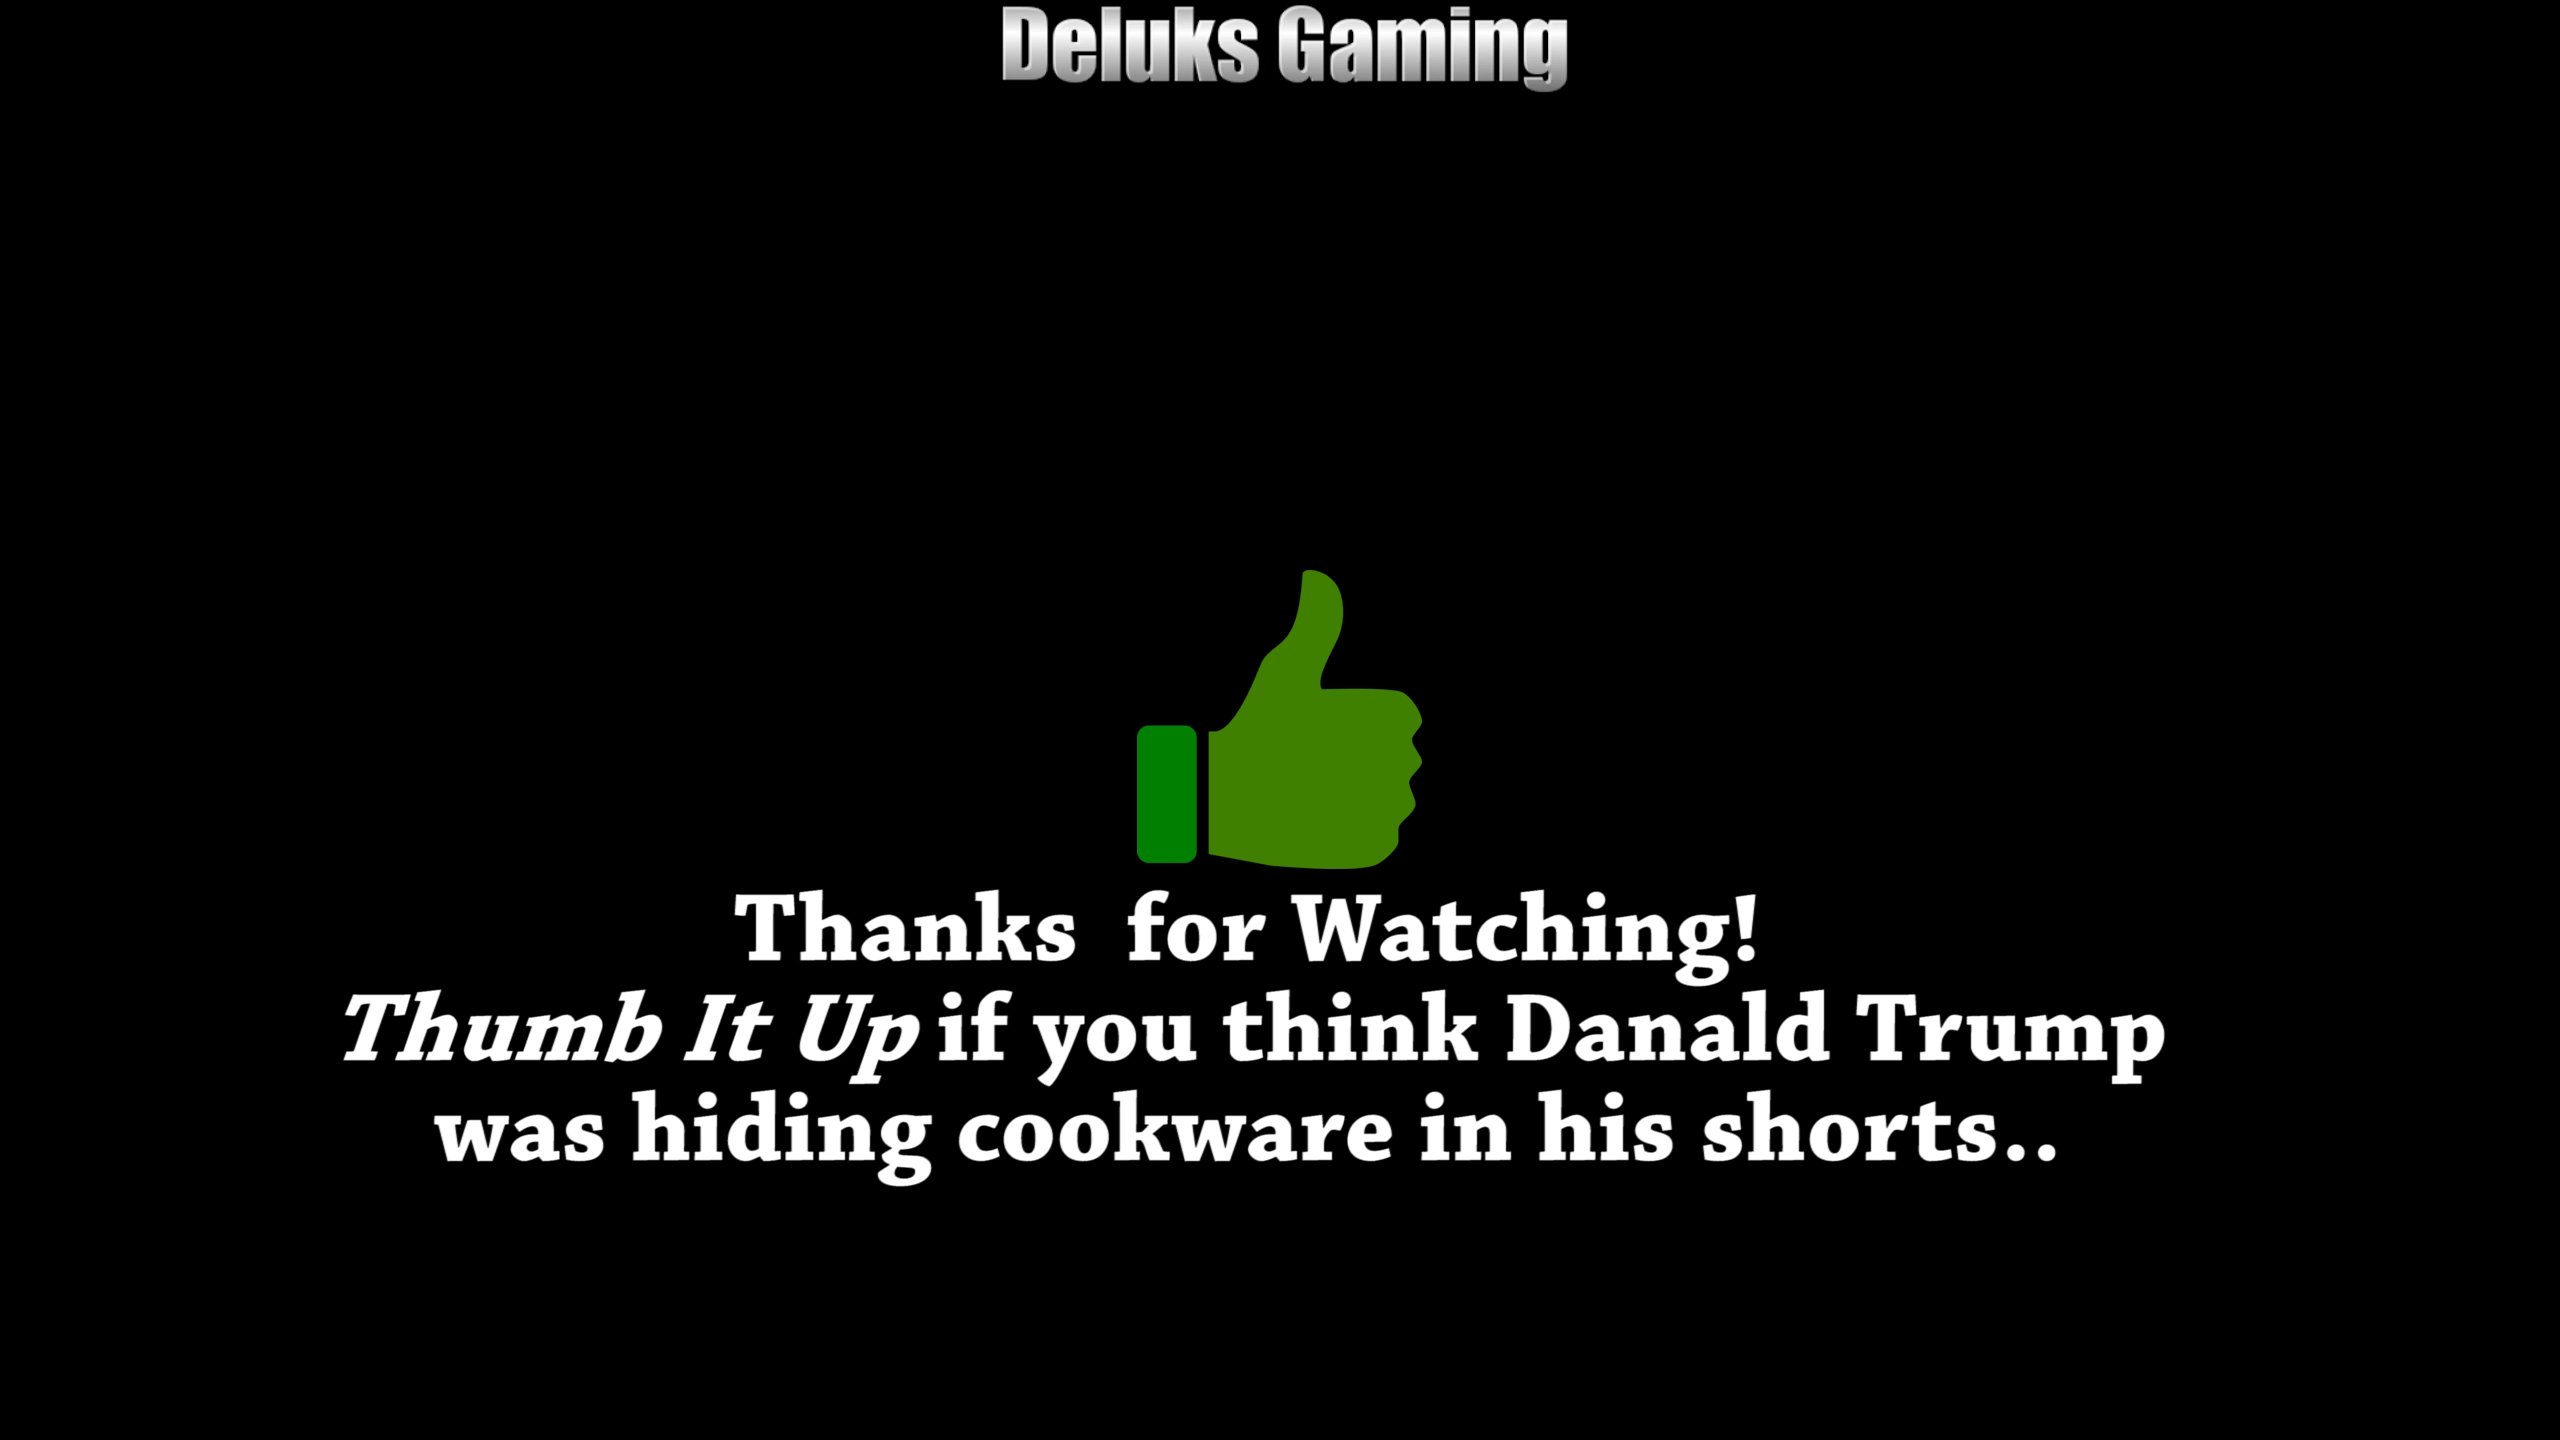 Deluks Gaming
Thanks  for Watching!
Thumb It Up if you think Danald Trump
was hiding cookware in his shorts..